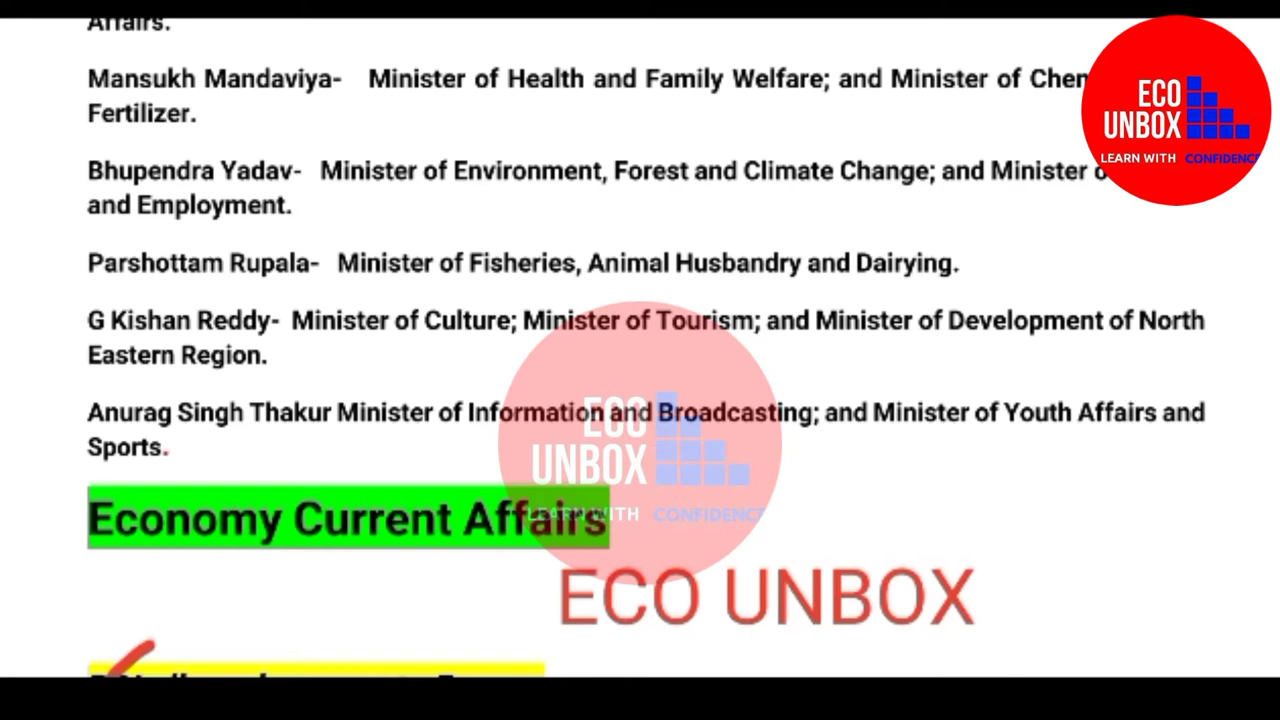 Affairs.
Mansukh Mandaviya- Minister of Health and Family Welfare; and Minister of
Fertilizer.
Bhupendra Yadav- Minister of Environment, Forest and Climate Change; and Minister
and Employment.
Parshottam Rupala- Minister of Fisheries, Animal Husbandry and Dairying.
G Kishan Reddy- Minister of Culture; Minister of Tourism; and Minister of Development of North
Eastern Region.
Anurag Singh Thakur Minister of Information and Broadcasting; and Minister of Youth Affairs and
Sports.
Economy Current Affairs
ECO UNBOX
ECO
UNBOX
LEARN WITH CONFIDENCE
ECO
UNBOX
LEARN WITH CONFIDENCE